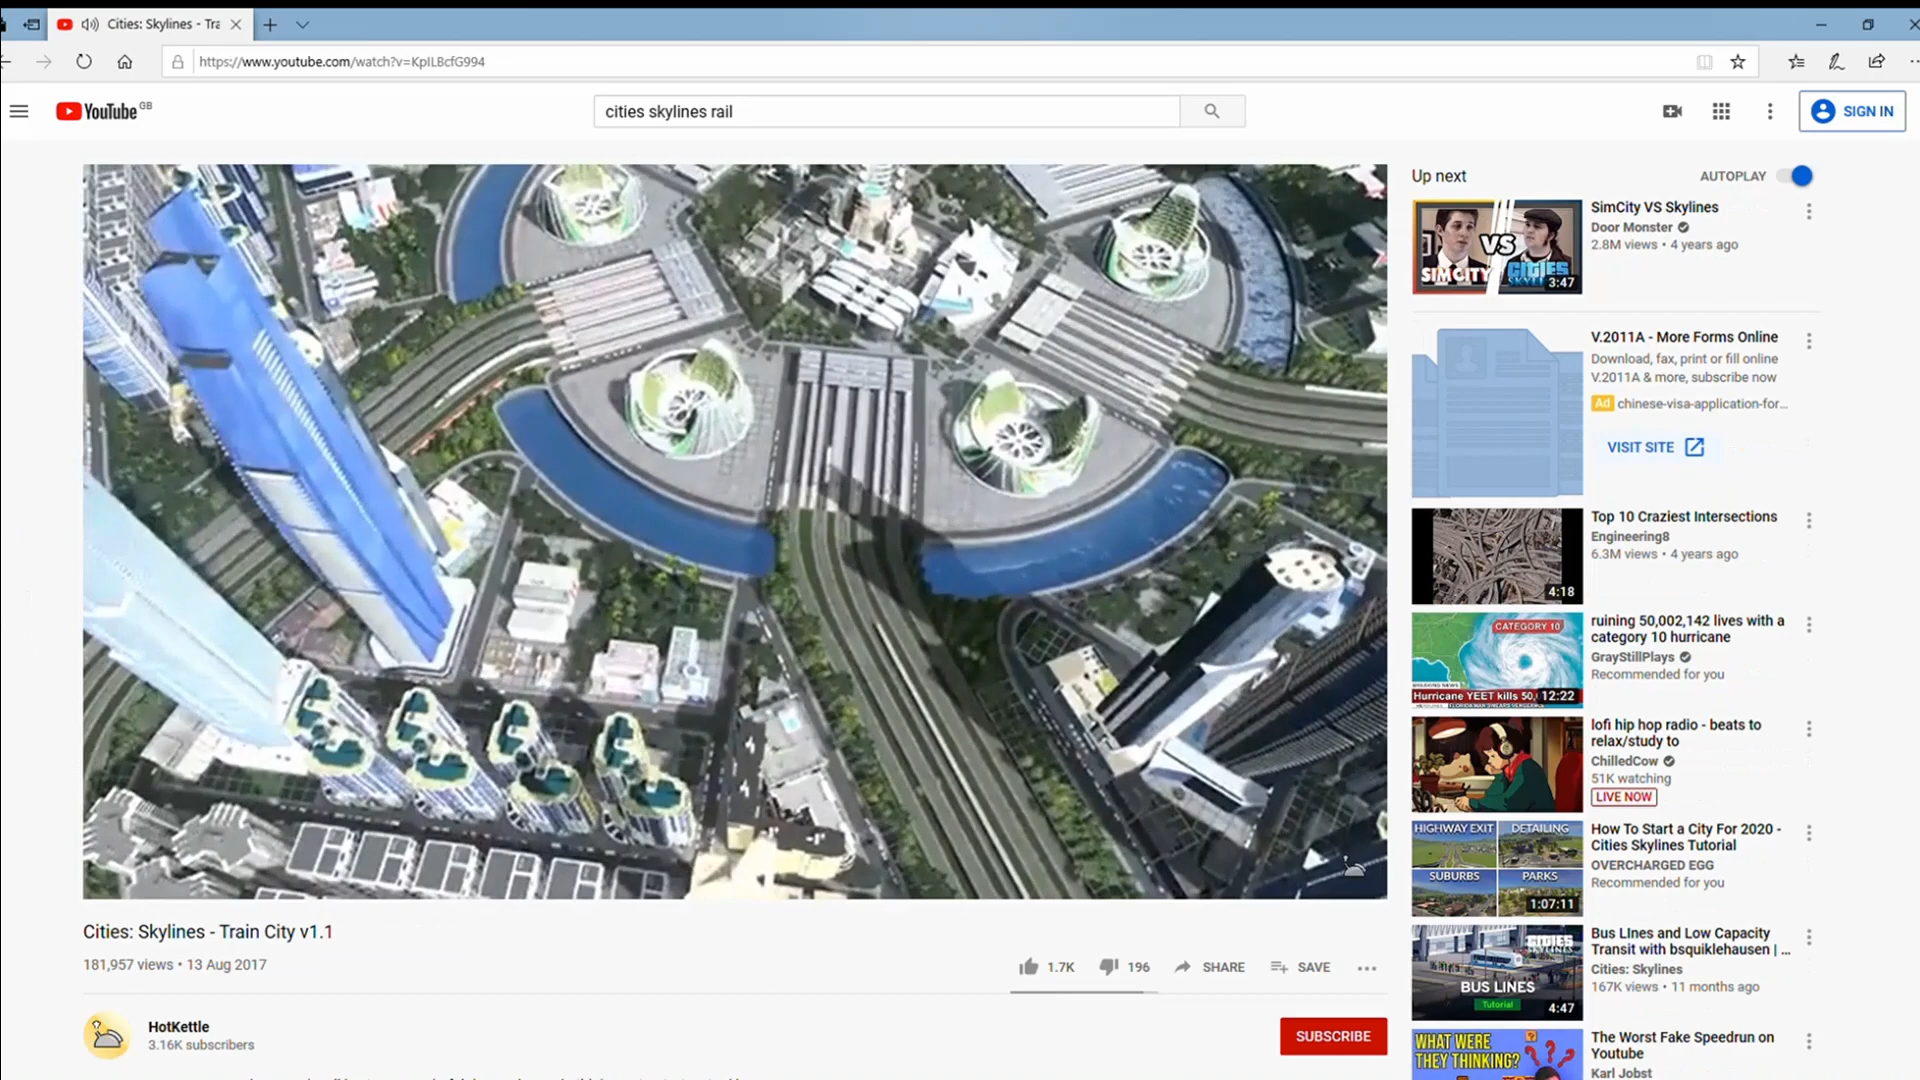 Cities: Skylines - Tra
https://www.youtube.com/watch?v=KpILBcfG994
YouTube GB
cities skylines rail
SIGN IN
Up next
AUTOPLAY
VS
SIMCITY
CITIES
3:47
SimCity VS Skylines
Door Monster
2.8M views • 4 years ago
V.2011A - More Forms Online
Download, fax, print or fill online
V.2011A & more, subscribe now
Ad chinese-visa-application-for...
VISIT SITE
4:18
Top 10 Craziest Intersections
Engineering8
6.3M views • 4 years ago
CATEGORY 10
Hurricane YEET kills 50,
12:22
ruining 50,002,142 lives with a
category 10 hurricane
GrayStillPlays
Recommended for you
lofi hip hop radio - beats to
relax/study to
ChilledCow
51K watching
LIVE NOW
HIGHWAY EXIT
DETAILING
SUBURBS
PARKS
1:07:11
How To Start a City For 2020 -
Cities Skylines Tutorial
OVERCHARGED EGG
Recommended for you
CITIES
BUS LINES
Tutorial
4:47
Bus LInes and Low Capacity
Transit with bsquiklehausen | ...
Cities: Skylines
167K views • 11 months ago
WHAT WERE
THEY THINKING?
The Worst Fake Speedrun on
Youtube
Karl Jobst
Cities: Skylines - Train City v1.1
181,957 views • 13 Aug 2017
1.7K
196
SHARE
SAVE
HotKettle
3.16K subscribers
SUBSCRIBE